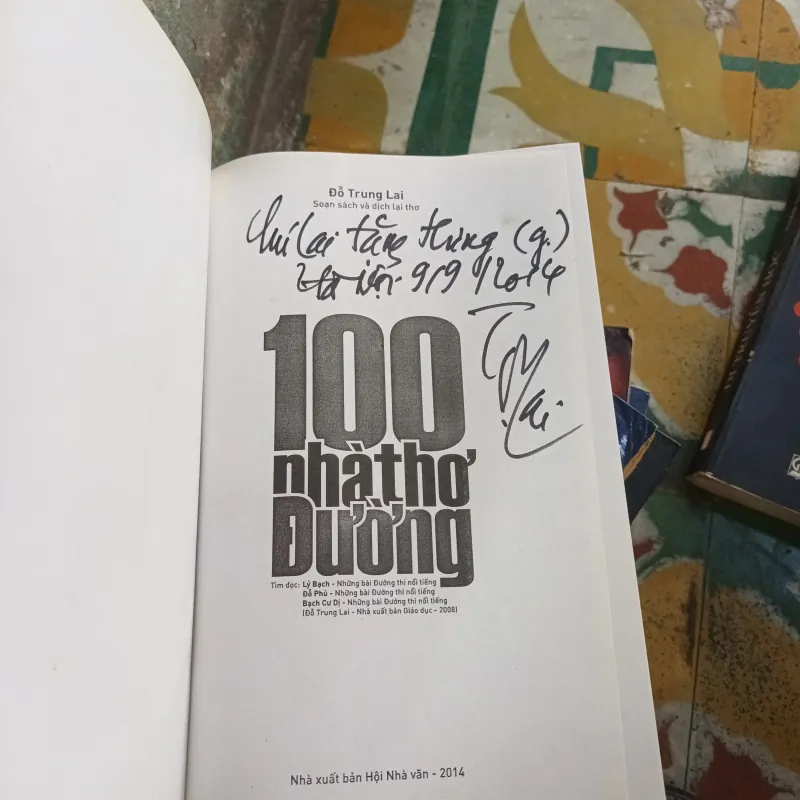 Đỗ Trung Lai
Soạn sách và dịch lại thơ
Chú Lai tặng Hưng (g.)
Hà Nội 9/9/2014
Lai
100
nhà thơ
Đường
Tìm đọc: Lý Bạch - Những bài Đường thi nổi tiếng
Đỗ Phủ - Những bài Đường thi nổi tiếng
Bạch Cư Dị - Những bài Đường thi nổi tiếng
(Đỗ Trung Lai - Nhà xuất bản Giáo dục - 2008)
Nhà xuất bản Hội Nhà văn - 2014